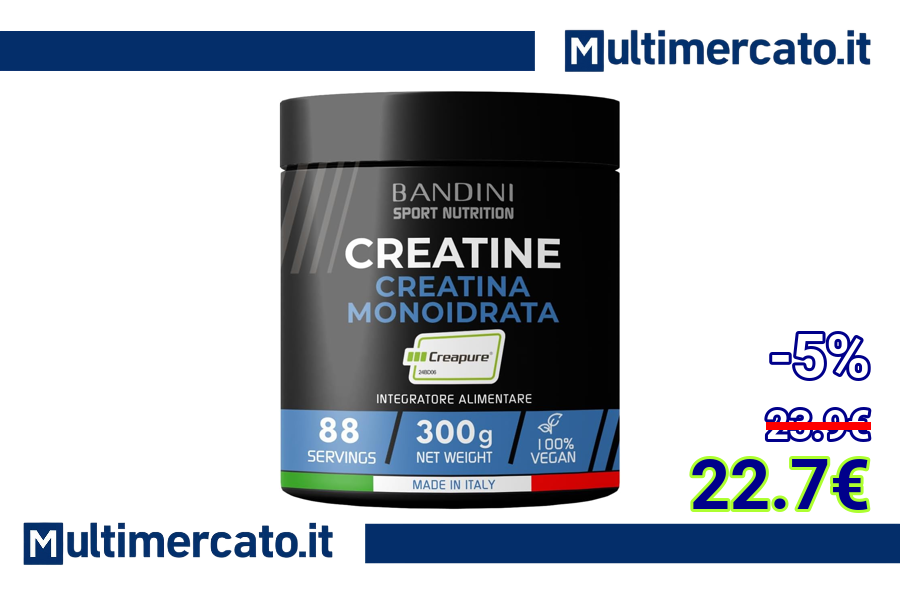 Multimercato.it
BANDINI
SPORT NUTRITION
CREATINE
CREATINA
MONOIDRATA
Creapure®
24BD06
INTEGRATORE ALIMENTARE
88
SERVINGS
300g
NET WEIGHT
100%
VEGAN
MADE IN ITALY
-5%
23.9€
22.7€
Multimercato.it